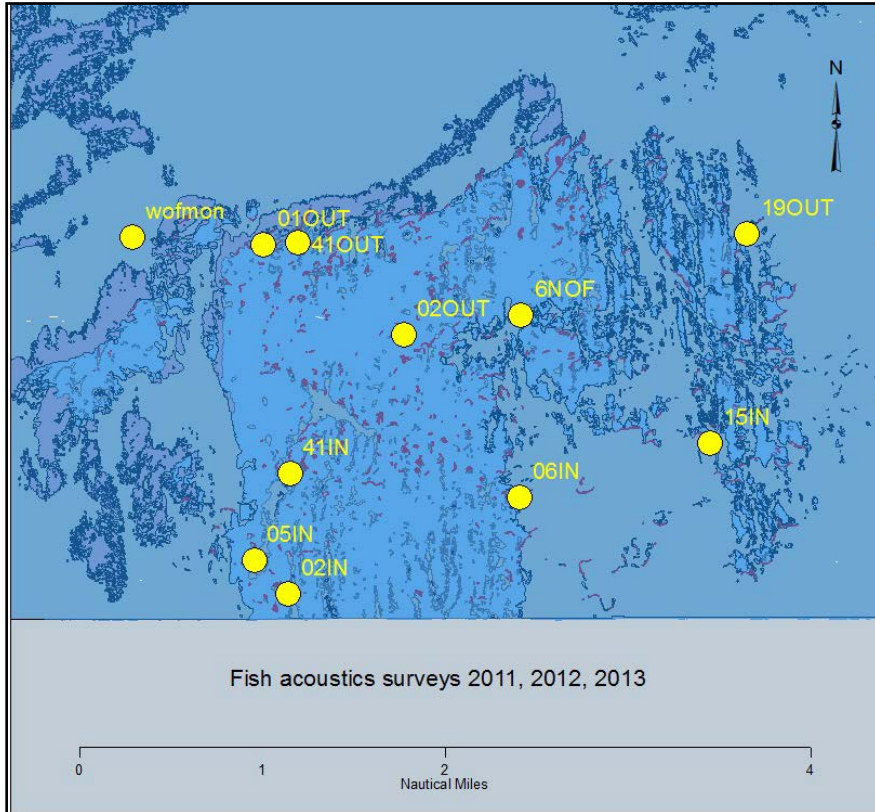 N
wofmon
01OUT
41OUT
19OUT
02OUT
6NOF
41IN
15IN
06IN
05IN
02IN
Fish acoustics surveys 2011, 2012, 2013
0 1 2 4
Nautical Miles